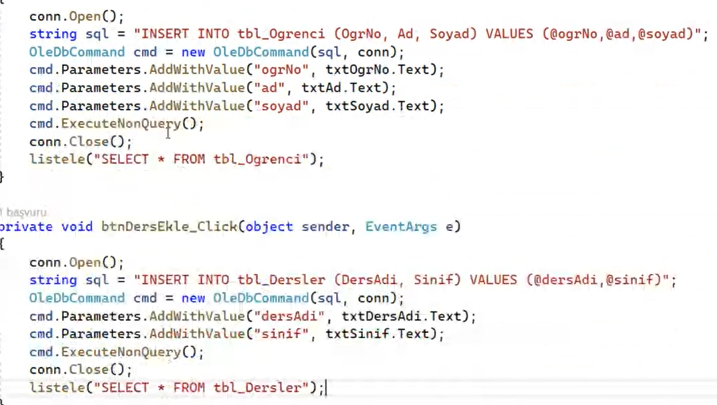 conn.Open();
string sql = "INSERT INTO tbl_Ogrenci (OgrNo, Ad, Soyad) VALUES (@ogrNo,@ad,@soyad)";
OleDbCommand cmd = new OleDbCommand(sql, conn);
cmd.Parameters.AddWithValue("ogrNo", txtOgrNo.Text);
cmd.Parameters.AddWithValue("ad", txtAd.Text);
cmd.Parameters.AddWithValue("soyad", txtSoyad.Text);
cmd.ExecuteNonQuery();
conn.Close();
listele("SELECT * FROM tbl_Ogrenci");
}
1 başvuru
private void btnDersEkle_Click(object sender, EventArgs e)
{
conn.Open();
string sql = "INSERT INTO tbl_Dersler (DersAdi, Sinif) VALUES (@dersAdi,@sinif)";
OleDbCommand cmd = new OleDbCommand(sql, conn);
cmd.Parameters.AddWithValue("dersAdi", txtDersAdi.Text);
cmd.Parameters.AddWithValue("sinif", txtSinif.Text);
cmd.ExecuteNonQuery();
conn.Close();
listele("SELECT * FROM tbl_Dersler");
}